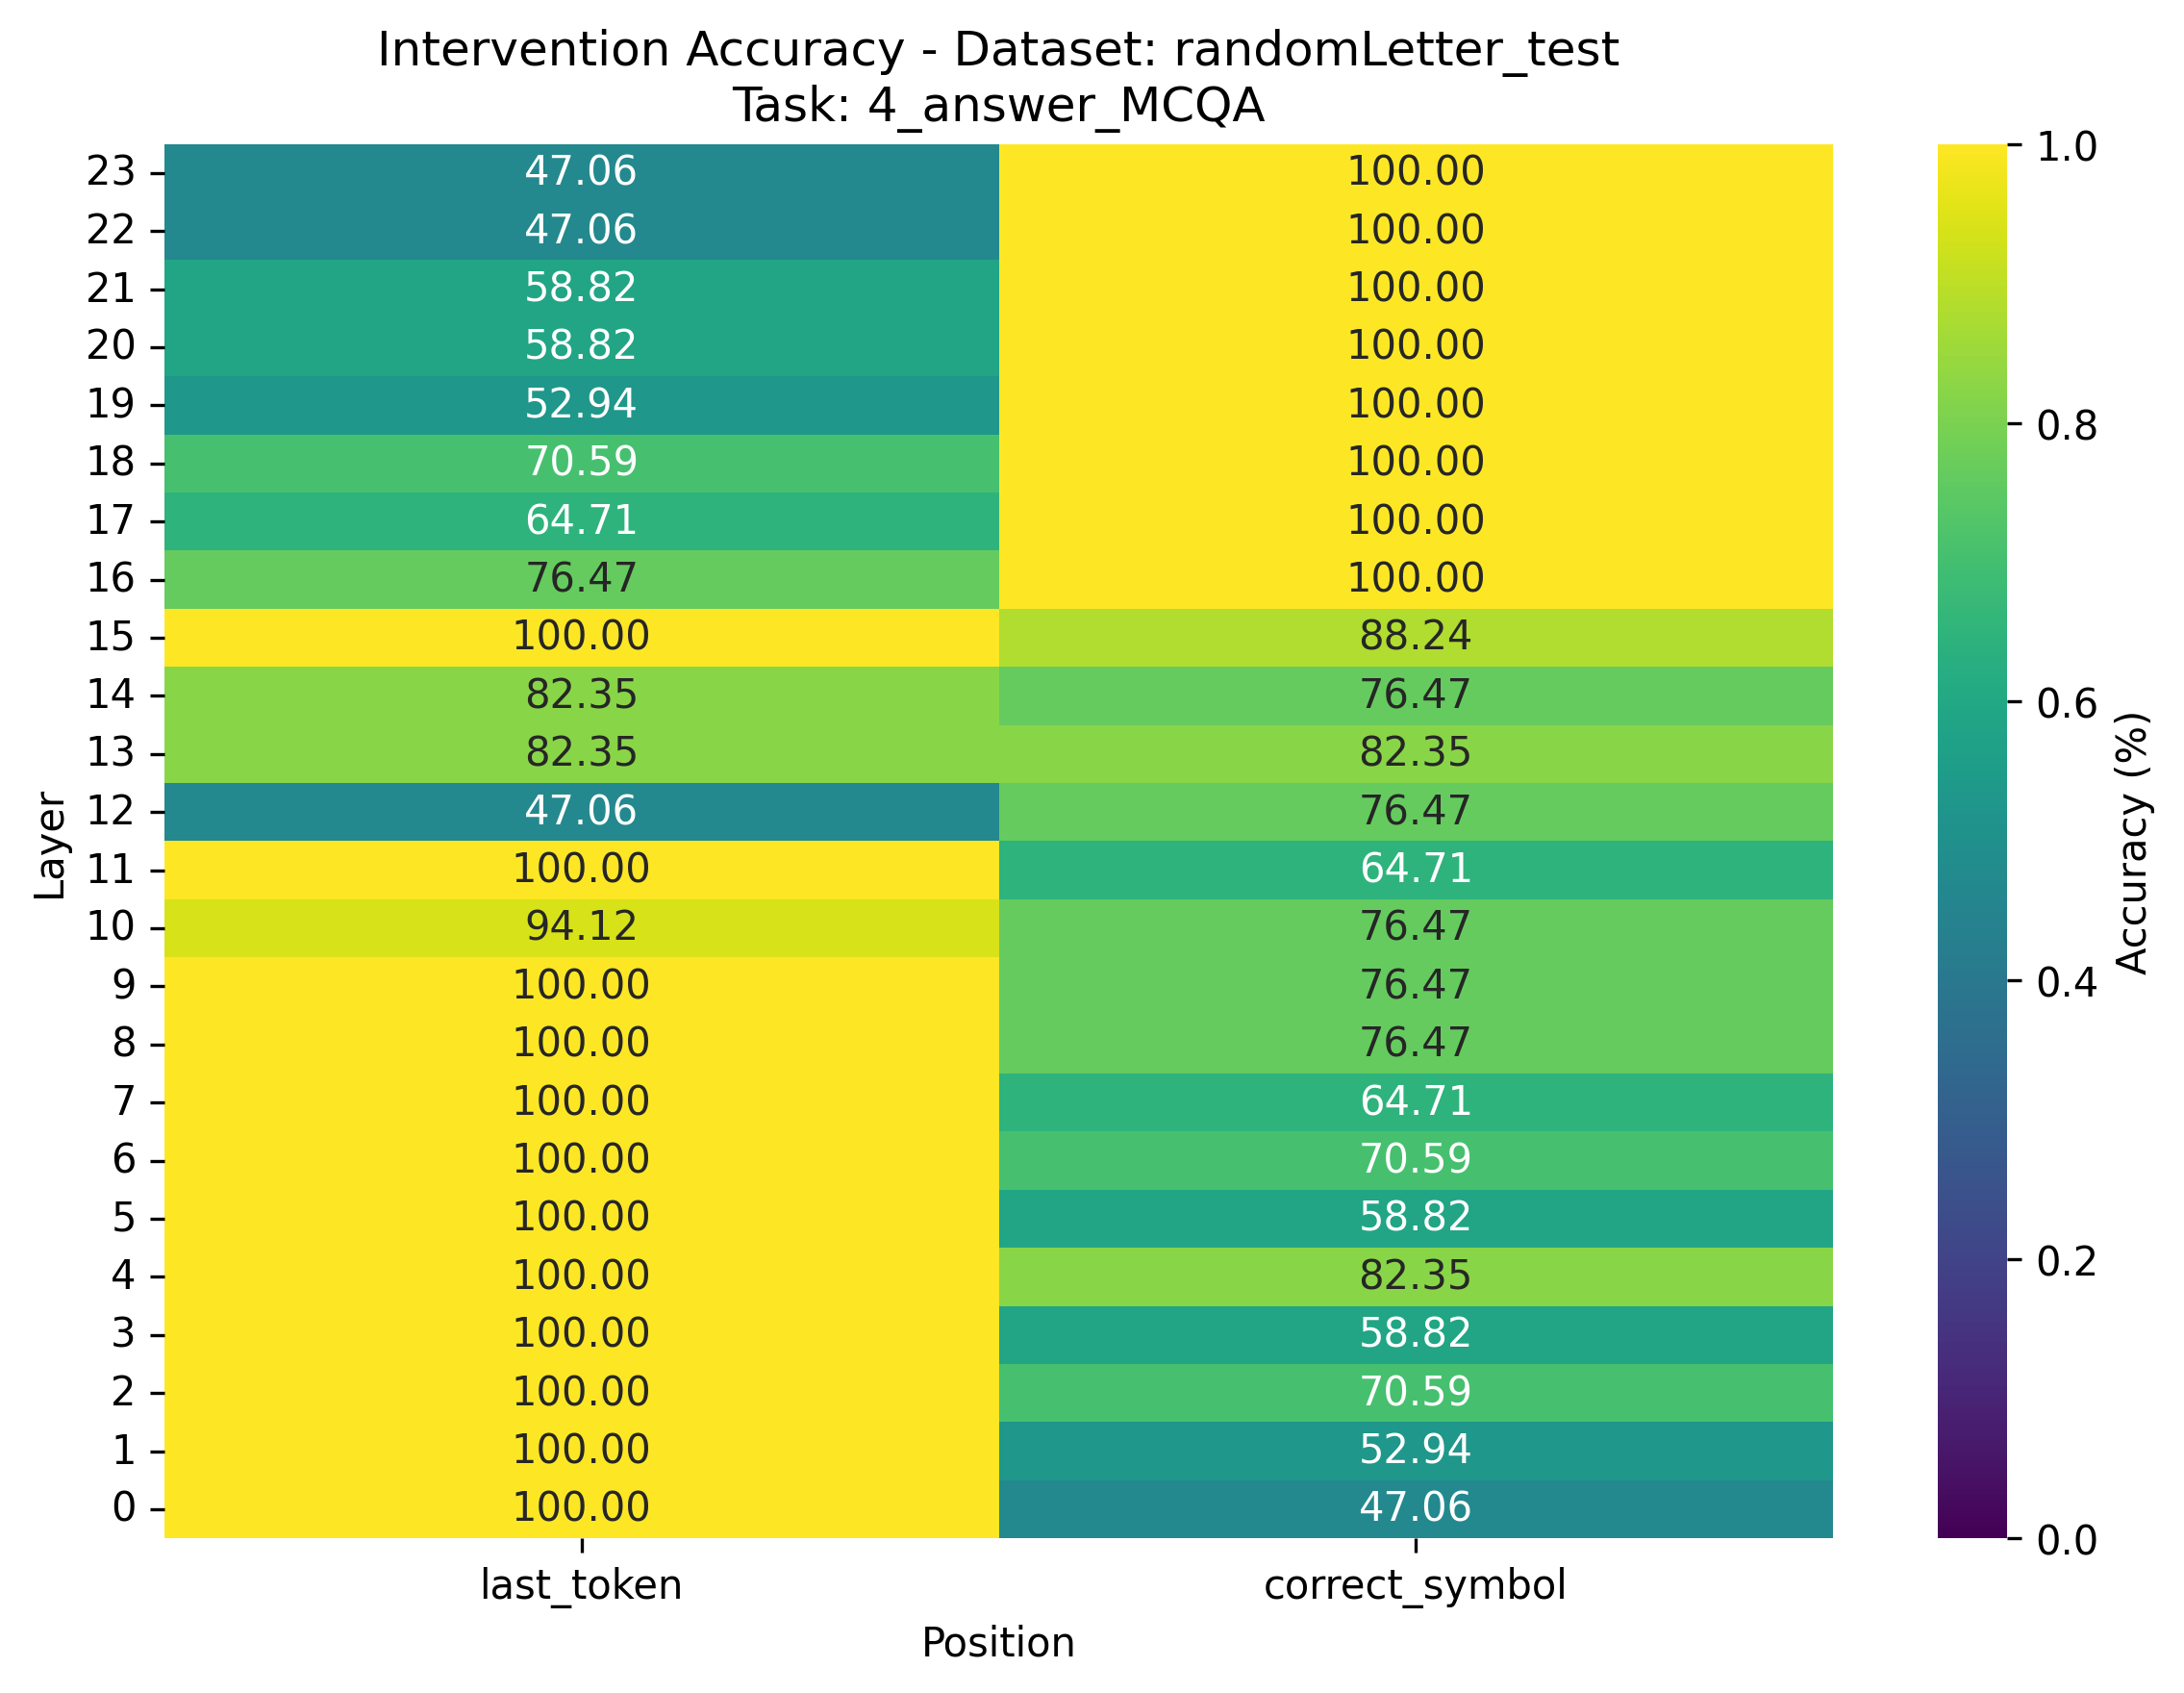 Intervention Accuracy - Dataset: randomLetter_test
Task: 4_answer_MCQA
23 47.06 100.00
22 47.06 100.00
21 58.82 100.00
20 58.82 100.00
19 52.94 100.00
18 70.59 100.00
17 64.71 100.00
16 76.47 100.00
15 100.00 88.24
14 82.35 76.47
13 82.35 82.35
12 47.06 76.47
11 100.00 64.71
10 94.12 76.47
9 100.00 76.47
8 100.00 76.47
7 100.00 64.71
6 100.00 70.59
5 100.00 58.82
4 100.00 82.35
3 100.00 58.82
2 100.00 70.59
1 100.00 52.94
0 100.00 47.06
Layer
last_token correct_symbol
Position
1.0
0.8
0.6
0.4
0.2
0.0
Accuracy (%)